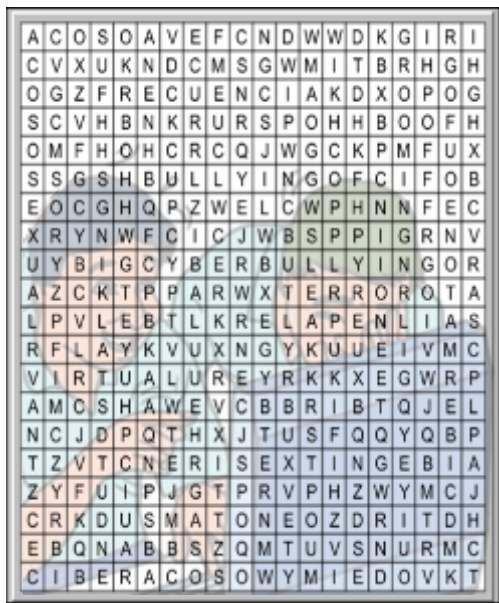 A C O S O A V E F C N D W W D K G I R I
C V X U K N D C M S G W M I T B R H G H
O G Z F R E C U E N C I A K D X O P O G
S C V H B N K R U R S P O H H B O O F H
O M F H O H C R C Q J W G C K P M F U X
S S G S H B U L L Y I N G O F C I F O B
E O C G H Q P Z W E L C W P H N N F E C
X R Y N W F C I C J W B S P P I G R N V
U Y B I G C Y B E R B U L L Y I N G O R
A Z C K T P P A R W X T E R R O R O T A
L P V L E B T L K R E L A P E N L I A S
R F L A Y K V U X N G Y K U U E I V M C
V I R T U A L U R E Y R K K X E G W R P
A M C S H A W E V C B B R I B T Q J E L
N C J D P Q T H X J T U S F Q Q Y Q B P
T Z V T C N E R I S E X T I N G E B I A
Z Y F U I P J G T P R V P H Z W Y M C J
C R K D U S M A T O N E O Z D R I T D H
E B Q N A B B S Z Q M T U V S N U R M C
C I B E R A C O S O W Y M I E D O V K T